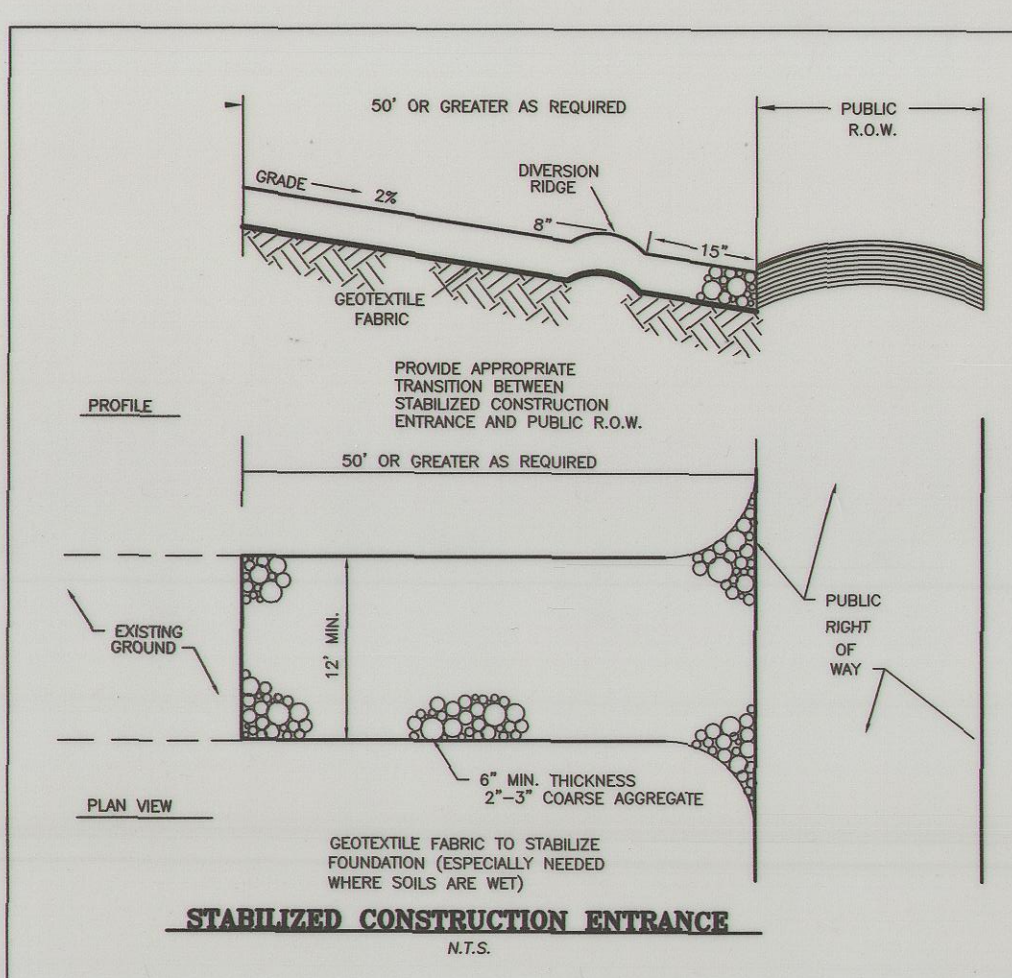 50' OR GREATER AS REQUIRED
PUBLIC
R.O.W.
GRADE
2%
DIVERSION
RIDGE
8"
15"
GEOTEXTILE
FABRIC
PROVIDE APPROPRIATE
TRANSITION BETWEEN
STABILIZED CONSTRUCTION
ENTRANCE AND PUBLIC R.O.W.
PROFILE
50' OR GREATER AS REQUIRED
EXISTING
GROUND
12' MIN.
PUBLIC
RIGHT
OF
WAY
6" MIN. THICKNESS
2"-3" COARSE AGGREGATE
PLAN VIEW
GEOTEXTILE FABRIC TO STABILIZE
FOUNDATION (ESPECIALLY NEEDED
WHERE SOILS ARE WET)
STABILIZED CONSTRUCTION ENTRANCE
N.T.S.